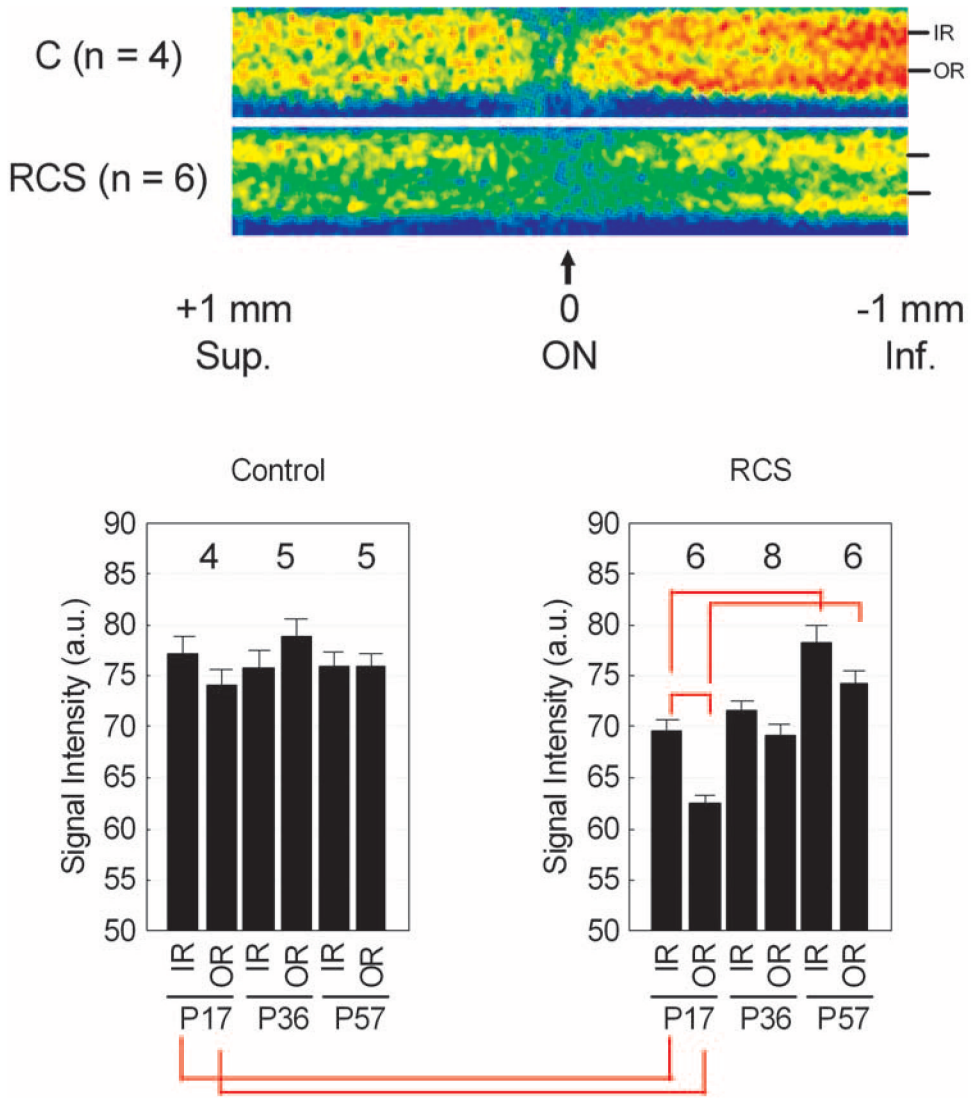 C (n = 4)
IR
OR
RCS (n = 6)
+1 mm 0 -1 mm
Sup. ON Inf.
Control
Signal Intensity (a.u.)
90
85
80
75
70
65
60
55
50
4 5 5
IR OR IR OR IR OR
P17 P36 P57
RCS
Signal Intensity (a.u.)
90
85
80
75
70
65
60
55
50
6 8 6
IR OR IR OR IR OR
P17 P36 P57